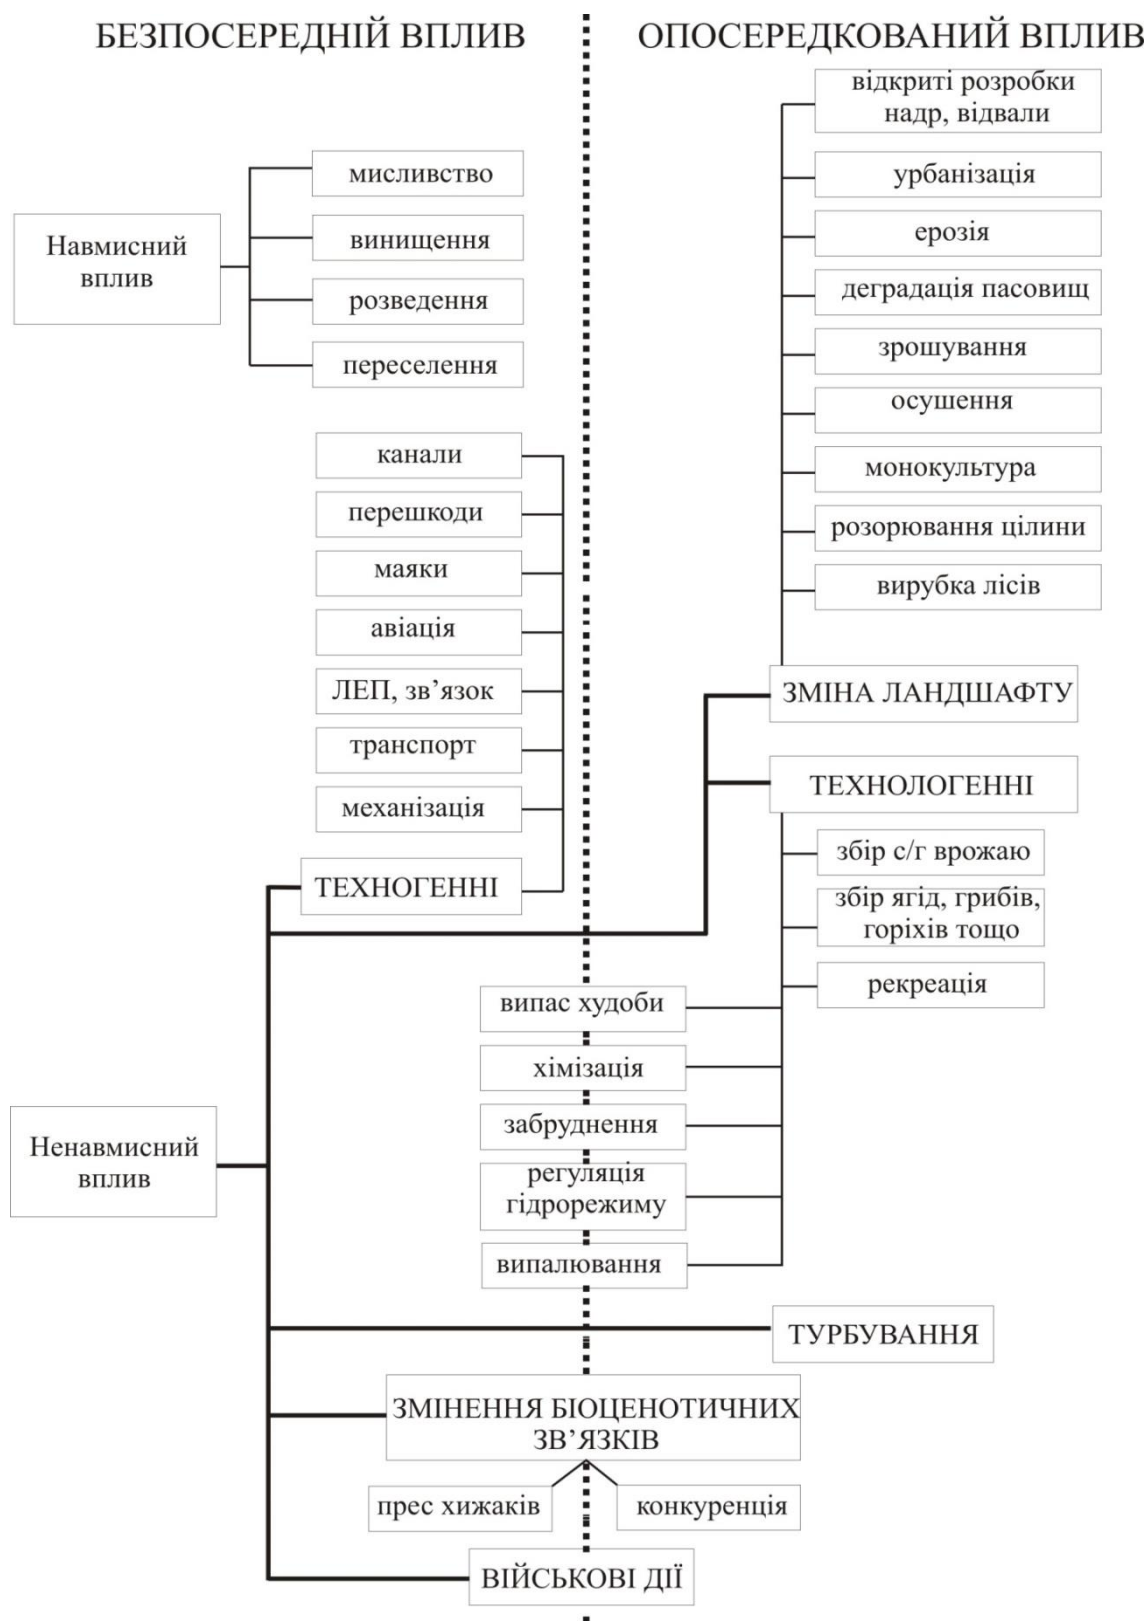 БЕЗПОСЕРЕДНІЙ ВПЛИВ
ОПОСЕРЕДКОВАНИЙ ВПЛИВ
Навмисний
вплив
мисливство
винищення
розведення
переселення
відкриті розробки
надр, відвали
урбанізація
ерозія
деградація пасовищ
зрошування
осушення
монокультура
розорювання цілини
вирубка лісів
ЗМІНА ЛАНДШАФТУ
канали
перешкоди
маяки
авіація
ЛЕП, зв’язок
транспорт
механізація
ТЕХНОГЕННІ
ТЕХНОЛОГЕННІ
збір с/г врожаю
збір ягід, грибів,
горіхів тощо
рекреація
випас худоби
хімізація
забруднення
регуляція
гідрорежиму
випалювання
Ненавмисний
вплив
ТУРБУВАННЯ
ЗМІНЕННЯ БІОЦЕНОТИЧНИХ
ЗВ’ЯЗКІВ
прес хижаків
конкуренція
ВІЙСЬКОВІ ДІЇ